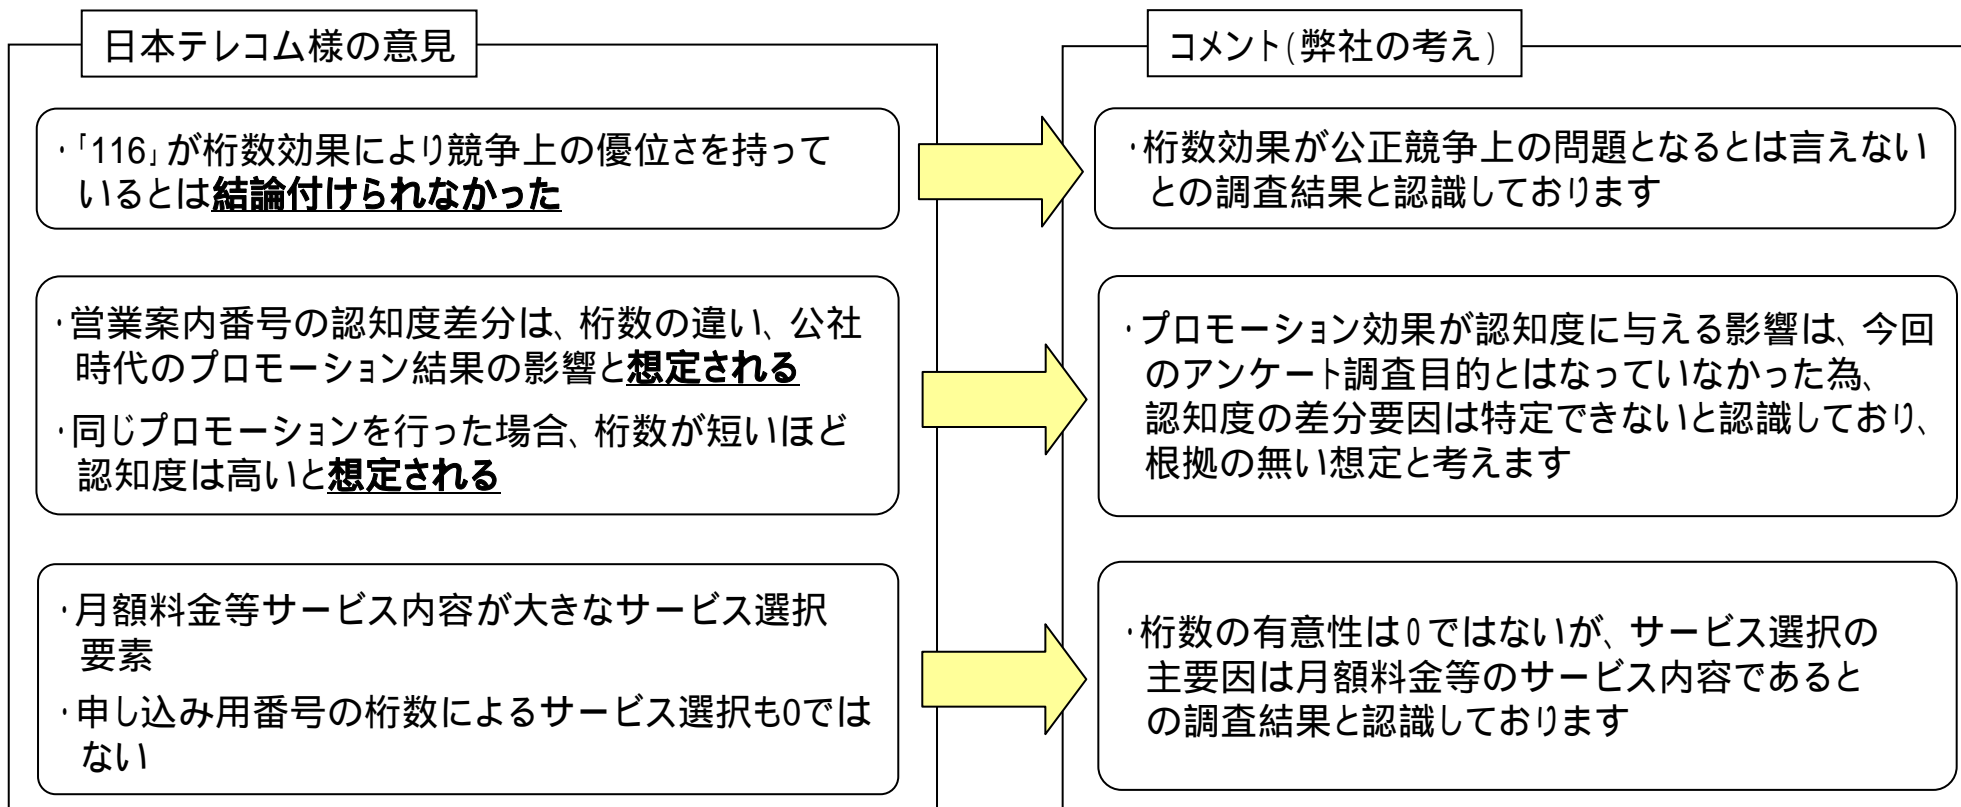 日本テレコム様の意見
・「116」が桁数効果により競争上の優位さを持って
いるとは結論付けられなかった
・営業案内番号の認知度差分は、桁数の違い、公社
時代のプロモーション結果の影響と想定される
・同じプロモーションを行った場合、桁数が短いほど
認知度は高いと想定される
・月額料金等サービス内容が大きなサービス選択
要素
・申し込み用番号の桁数によるサービス選択も0では
ない
コメント(弊社の考え)
・桁数効果が公正競争上の問題となるとは言えない
との調査結果と認識しております
・プロモーション効果が認知度に与える影響は、今回
のアンケート調査目的とはなっていなかった為、
認知度の差分要因は特定できないと認識しており、
根拠の無い想定と考えます
・桁数の有意性は0ではないが、サービス選択の
主要因は月額料金等のサービス内容であると
の調査結果と認識しております